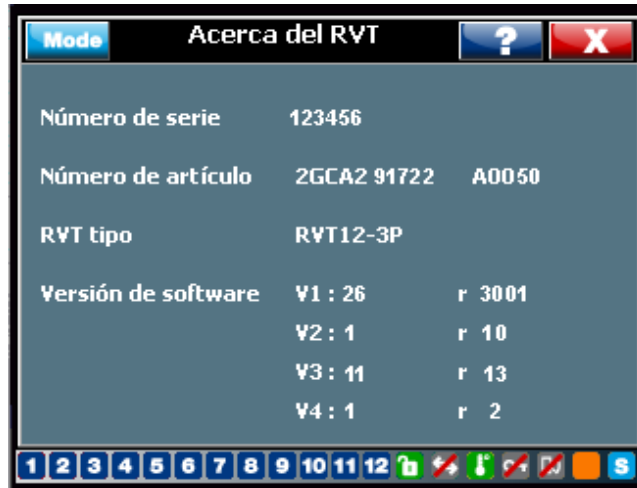 Mode Acerca del RVT ? X
Número de serie 123456
Número de artículo 2GCA2 91722 A0050
RVT tipo RVT12-3P
Versión de software V1 : 26 r 3001
V2 : 1 r 10
V3 : 11 r 13
V4 : 1 r 2
1 2 3 4 5 6 7 8 9 10 11 12 S